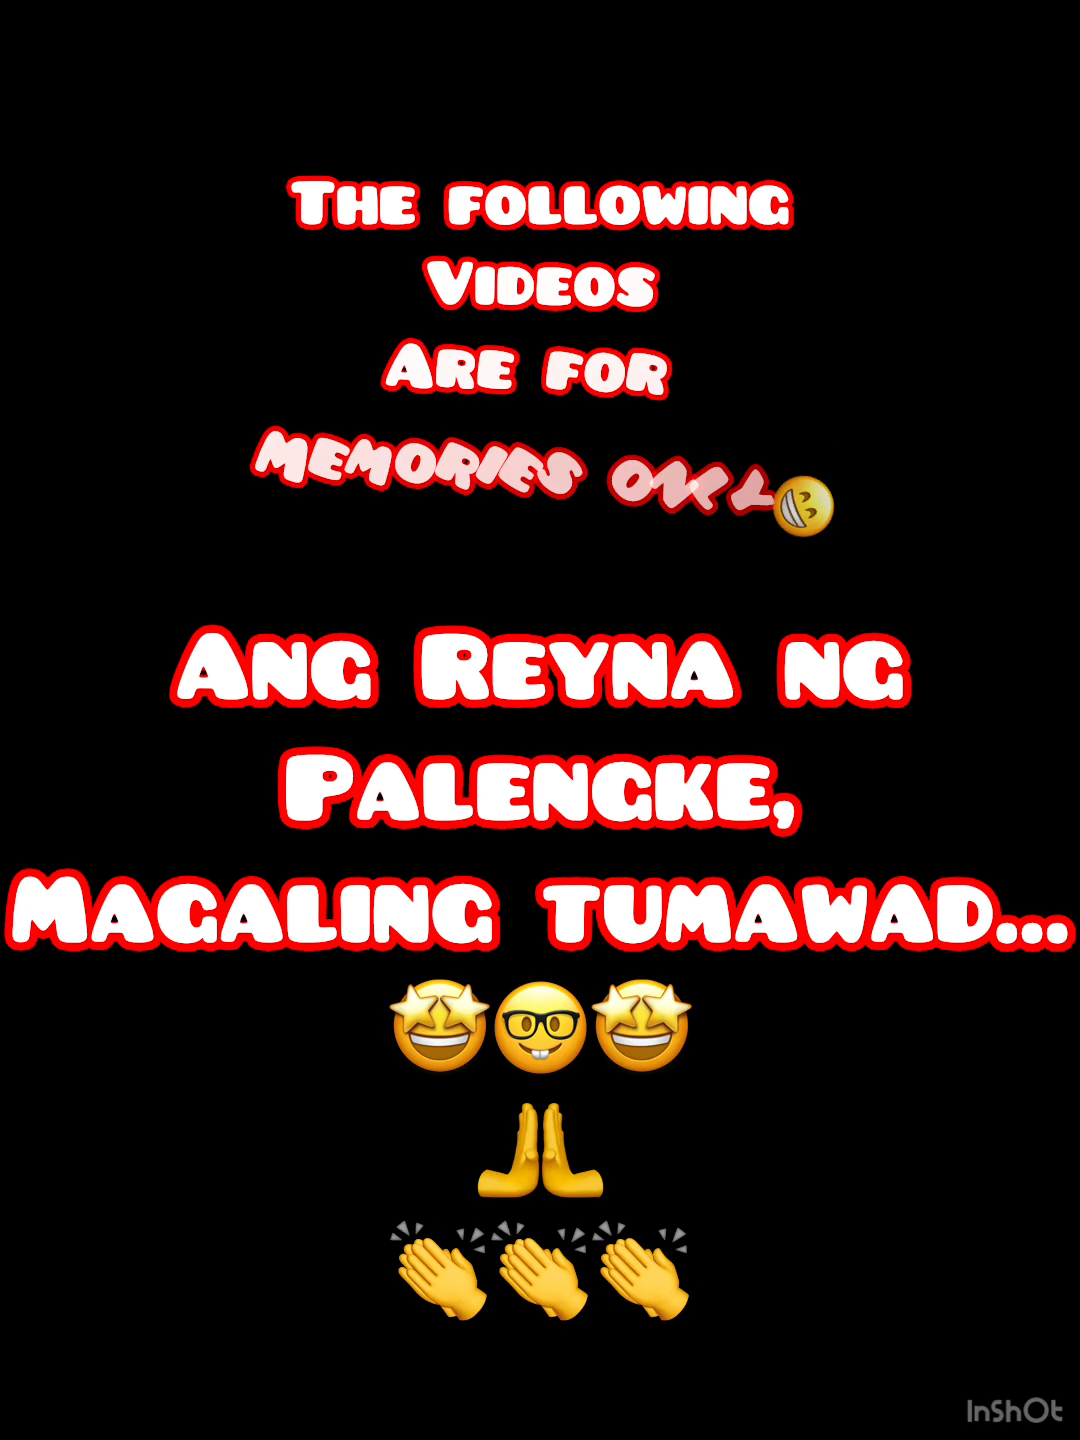 The following
Videos
are for
memories only😁
Ang Reyna ng
Palengke,
Magaling tumawad...
🤩🤓🤩
🙏
👏👏👏
InShOt